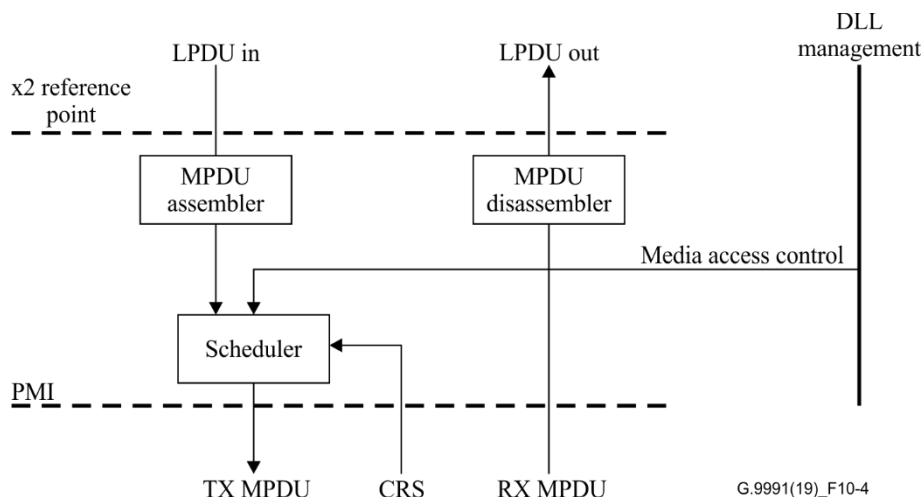 DLL
management
LPDU in
LPDU out
x2 reference
point
MPDU
assembler
MPDU
disassembler
Media access control
Scheduler
PMI
TX MPDU
CRS
RX MPDU
G.9991(19)_F10-4